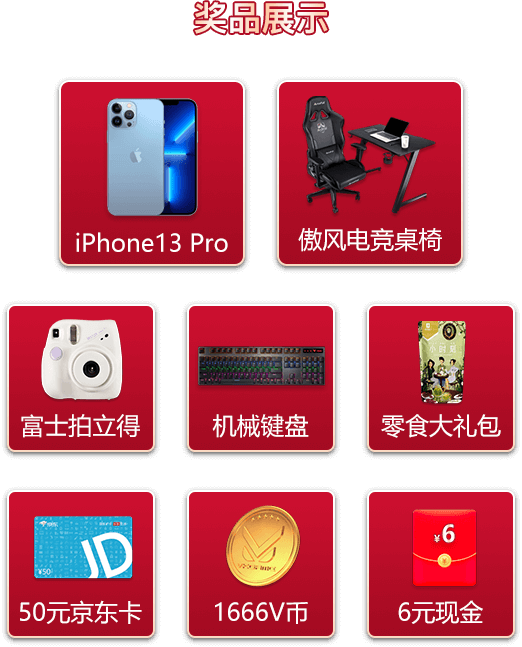 奖品展示
iPhone13 Pro
傲风电竞桌椅
富士拍立得
机械键盘
零食大礼包
¥50
JD
50元京东卡
1666V币
¥6
6元现金